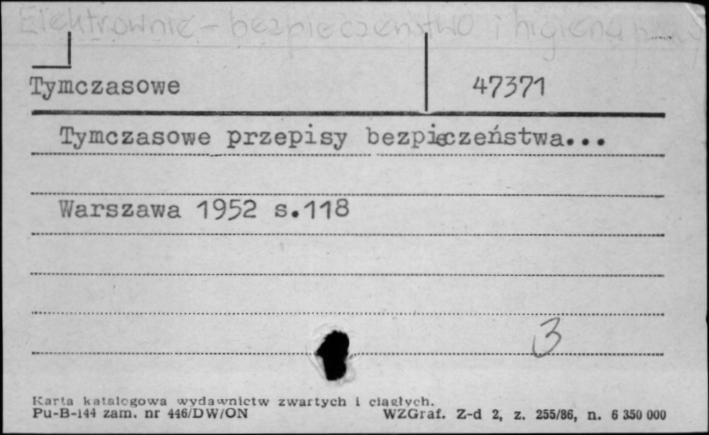 Elektrownie - bezpieczeństwo i higiena pracy
Tymczasowe 47371
Tymczasowe przepisy bezpieczeństwa...
Warszawa 1952 s.118
3
Karta katalogowa wydawnictw zwartych i ciągłych.
Pu-B-144 zam. nr 446/DW/ON WZGraf. Z-d 2, z. 255/86, n. 6 350 000